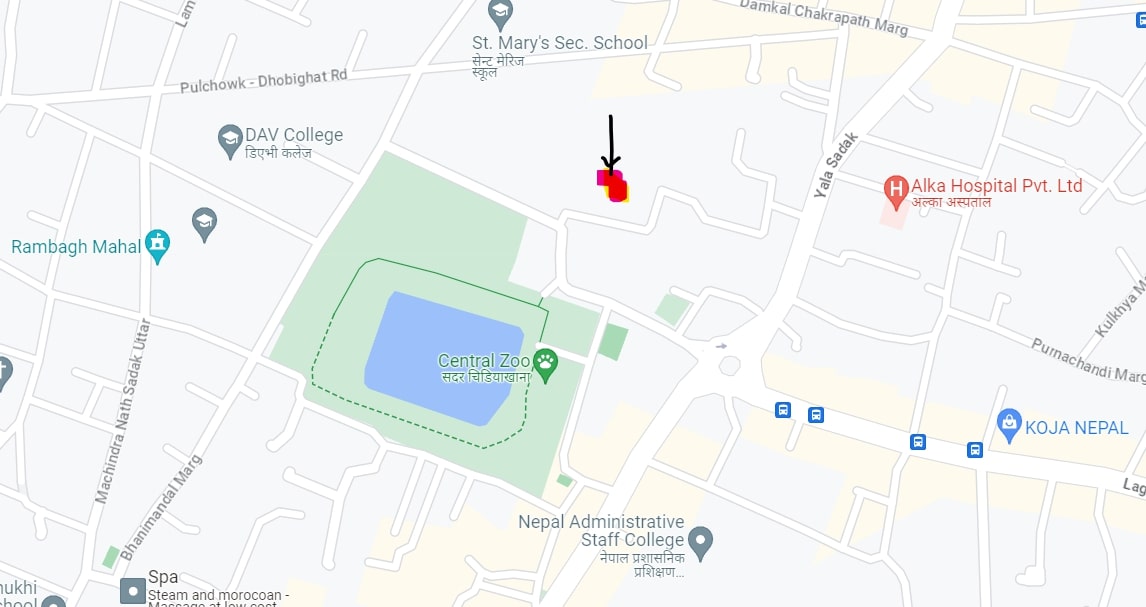 Lam
Damkal Chakrapath Marg
St. Mary's Sec. School
सेन्ट मेरिज
स्कूल
Pulchowk - Dhobighat Rd
DAV College
डिएभी कलेज
Yala Sadak
Alka Hospital Pvt. Ltd
अल्का अस्पताल
Rambagh Mahal
Kulkhya Ma
Machindra Nath Sadak Uttar
Central Zoo
सदर चिडियाखाना
Purnachandi Marg
KOJA NEPAL
Bhanimandal Marg
Lag
Nepal Administrative
Staff College
नेपाल प्रशासनिक
प्रशिक्षण...
Spa
Steam and morocoan -
Massage at low cost
nukhi
chool